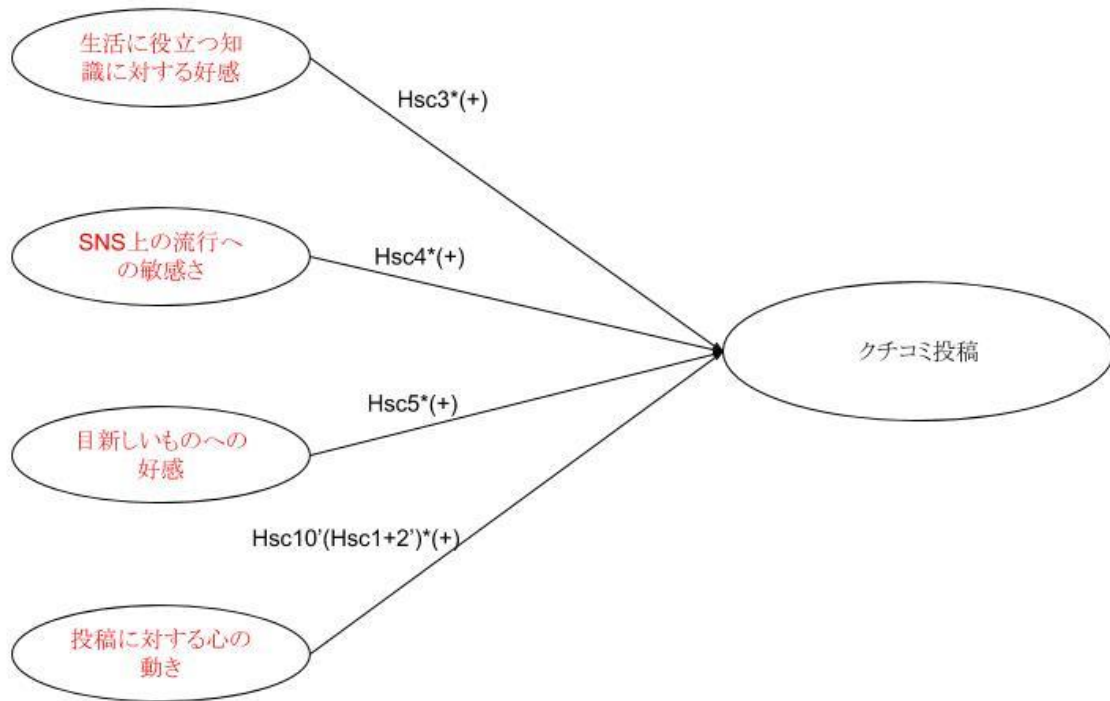 生活に役立つ知
識に対する好感
Hsc3*(+)
SNS上の流行へ
の敏感さ
Hsc4*(+)
クチコミ投稿
目新しいものへの
好感
Hsc5*(+)
Hsc10’(Hsc1+2’)*(+)
投稿に対する心の
動き